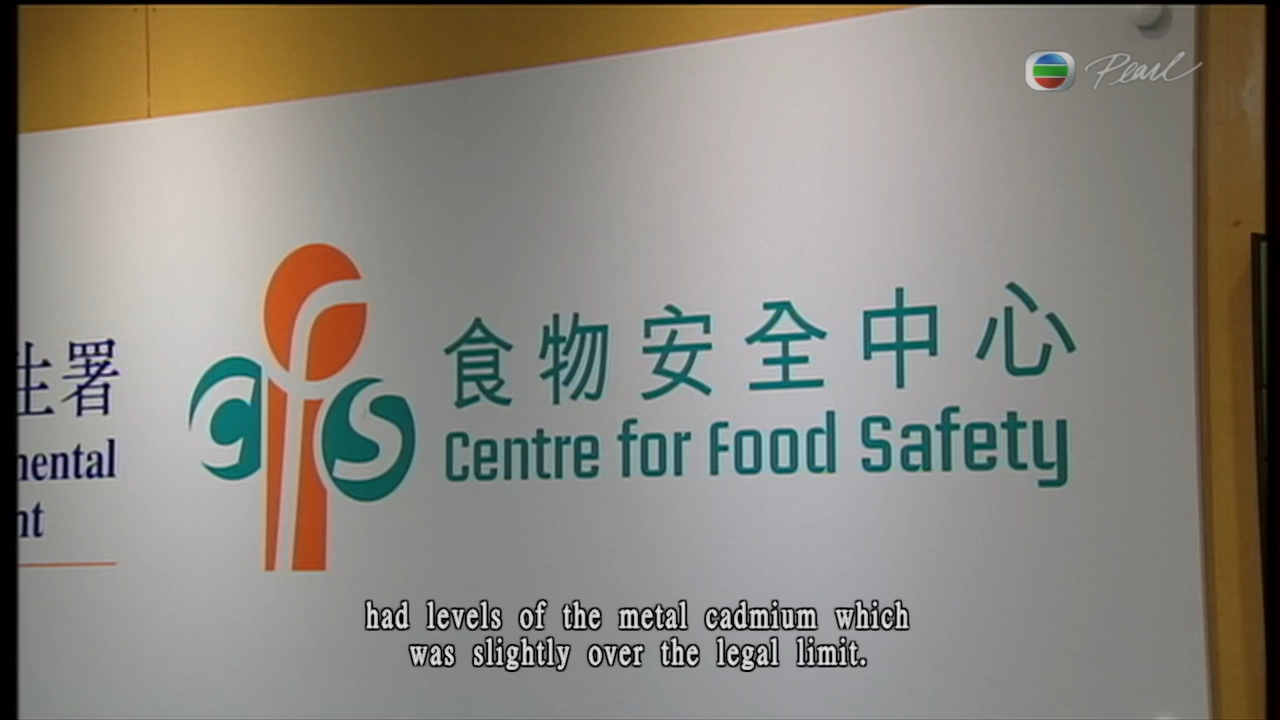 Pearl
生署
cfs
食物安全中心
Centre for Food Safety
mental
nt
had levels of the metal cadmium which
was slightly over the legal limit.